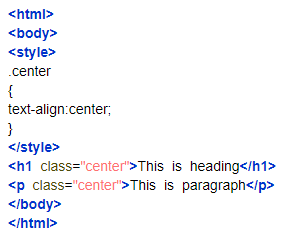 <html>
<body>
<style>
.center
{
text-align:center;
}
</style>
<h1 class="center">This is heading</h1>
<p class="center">This is paragraph</p>
</body>
</html>